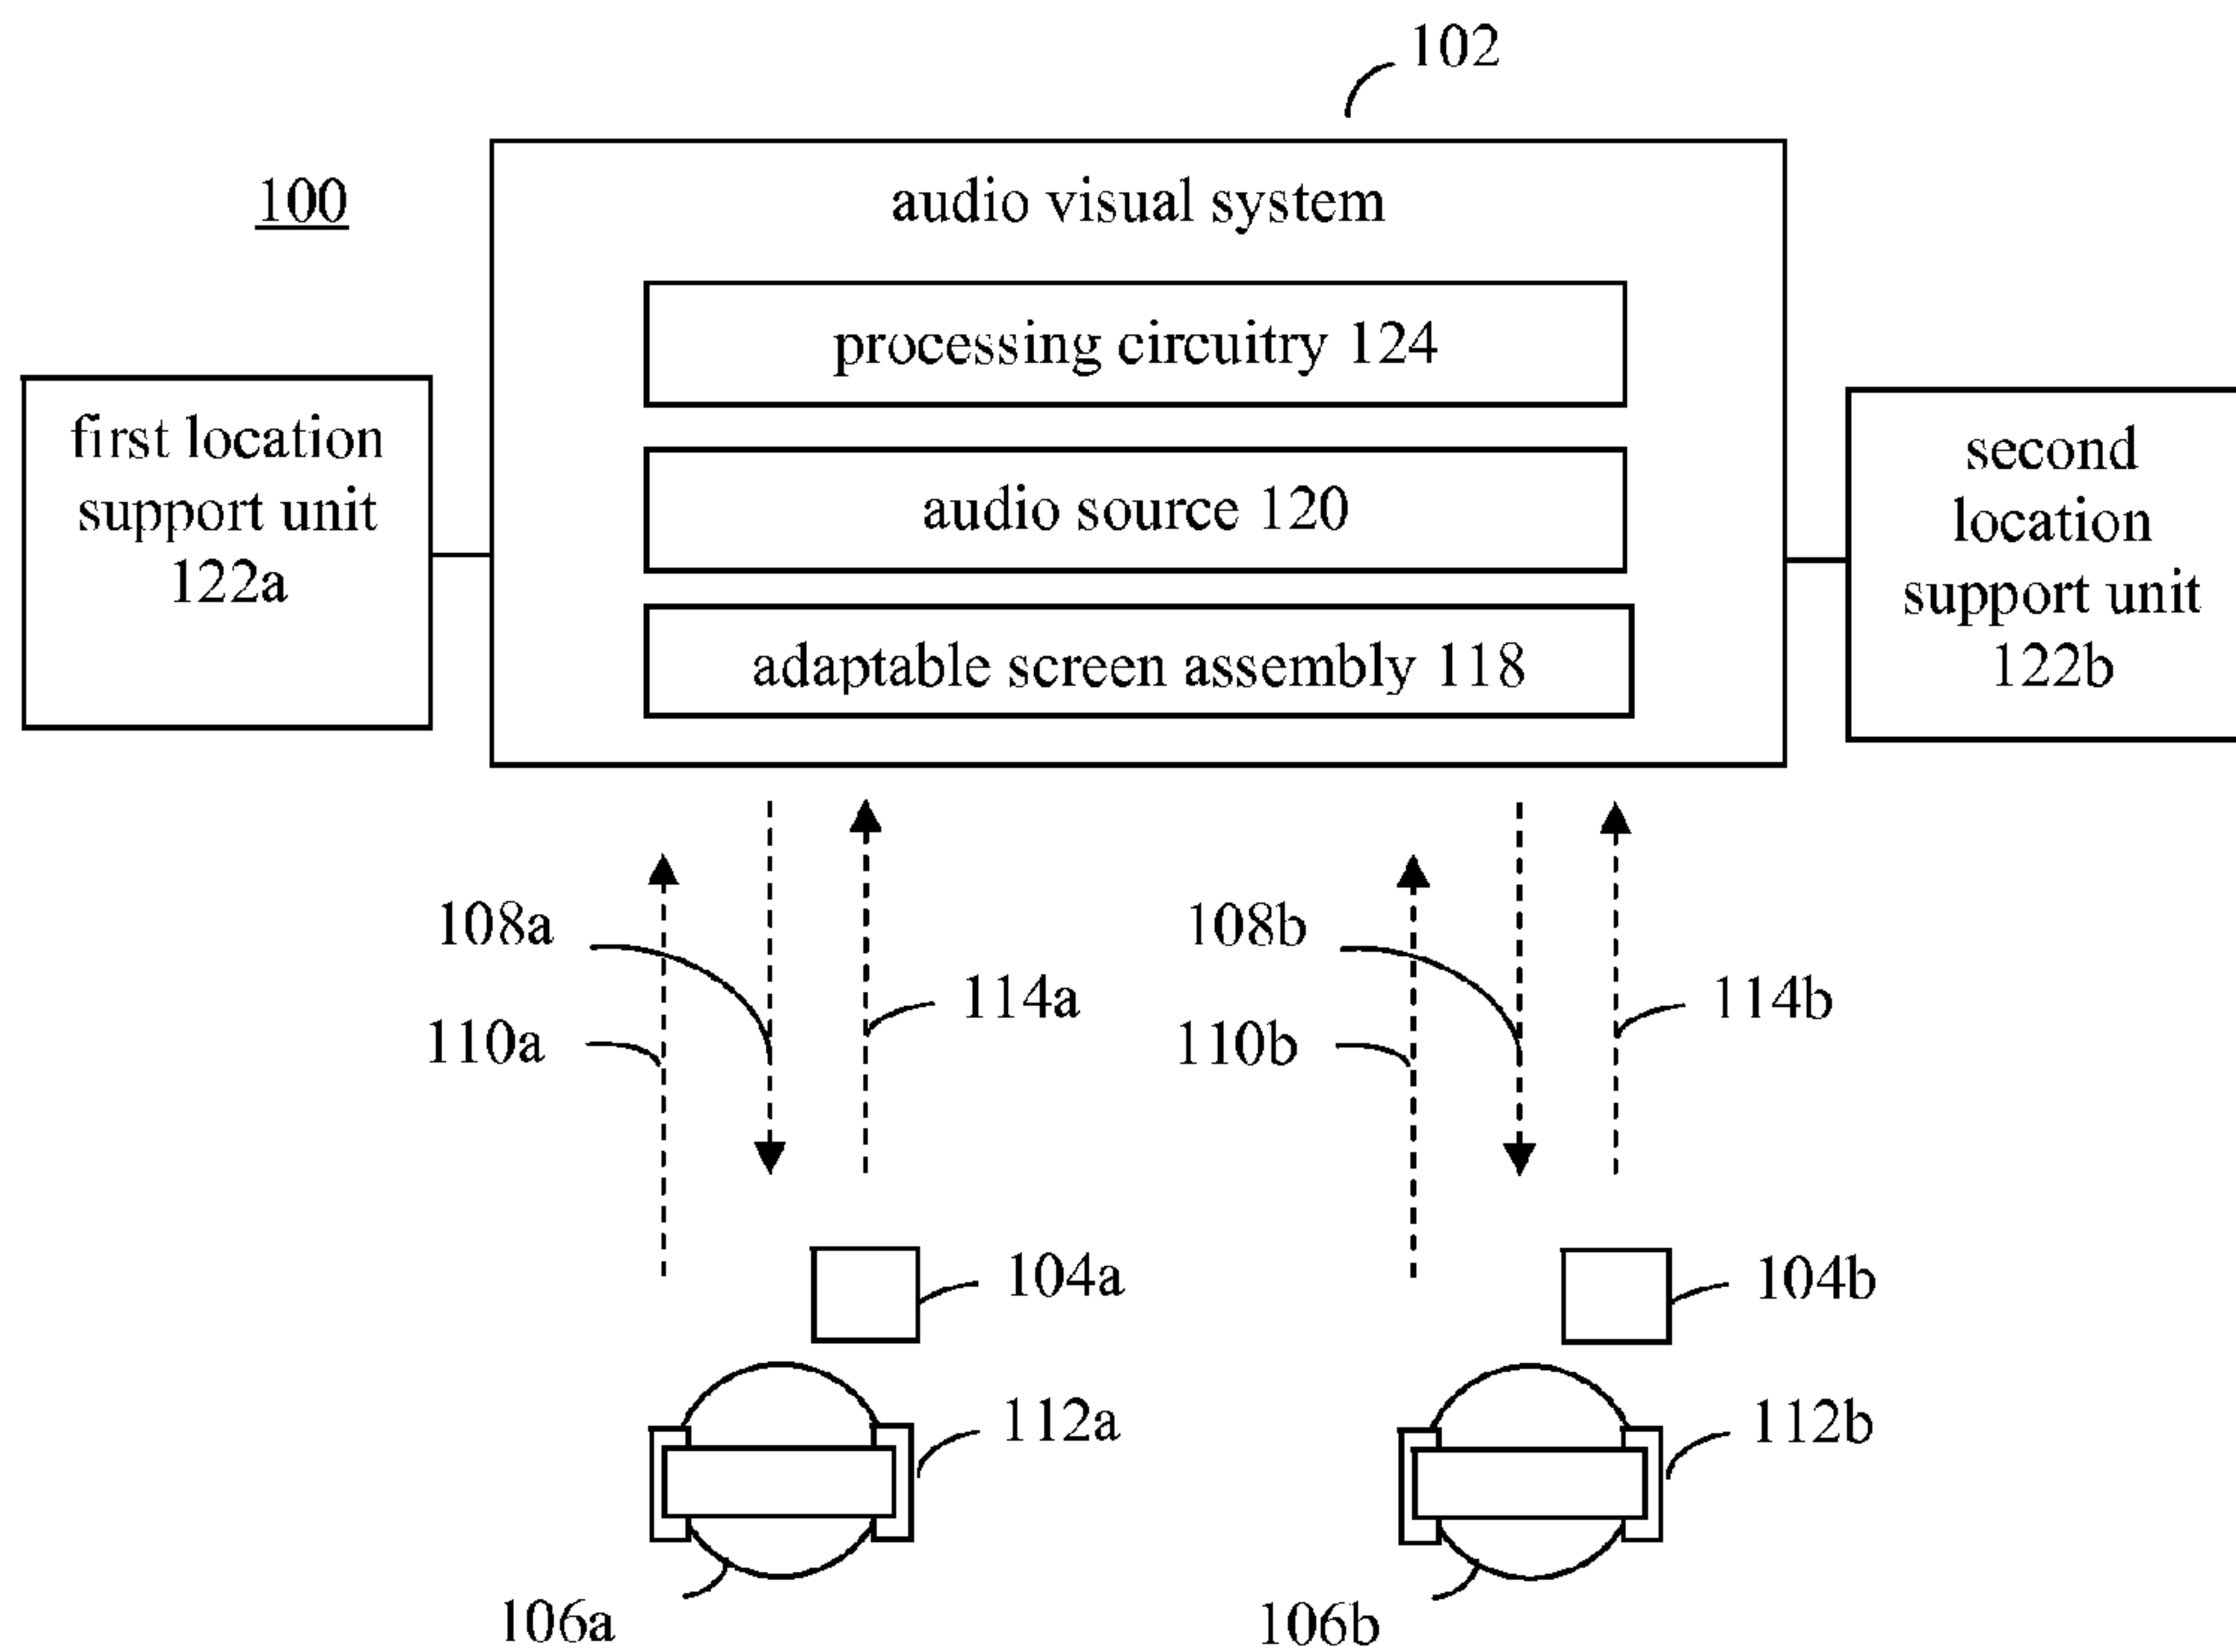 102
100
audio visual system
processing circuitry 124
audio source 120
adaptable screen assembly 118
first location
support unit
122a
second
location
support unit
122b
108a
114a
110a
108b
114b
110b
104a
104b
112a
112b
106a
106b